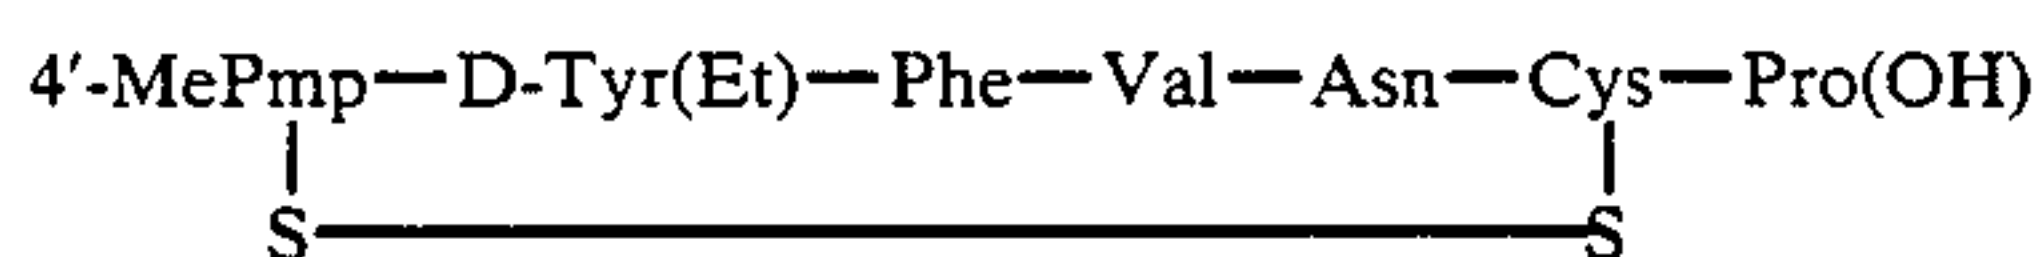 4′-MePmp—D-Tyr(Et)—Phe—Val—Asn—Cys—Pro(OH)
S S